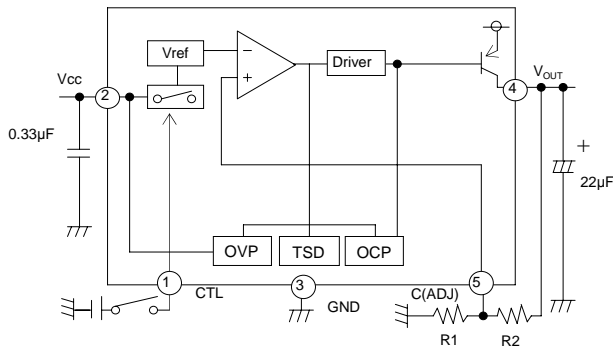 Vref
−
+
Driver
Vcc
2
4
VOUT
0.33µF
+
22µF
OVP
TSD
OCP
1
CTL
3
GND
C(ADJ)
5
R1
R2